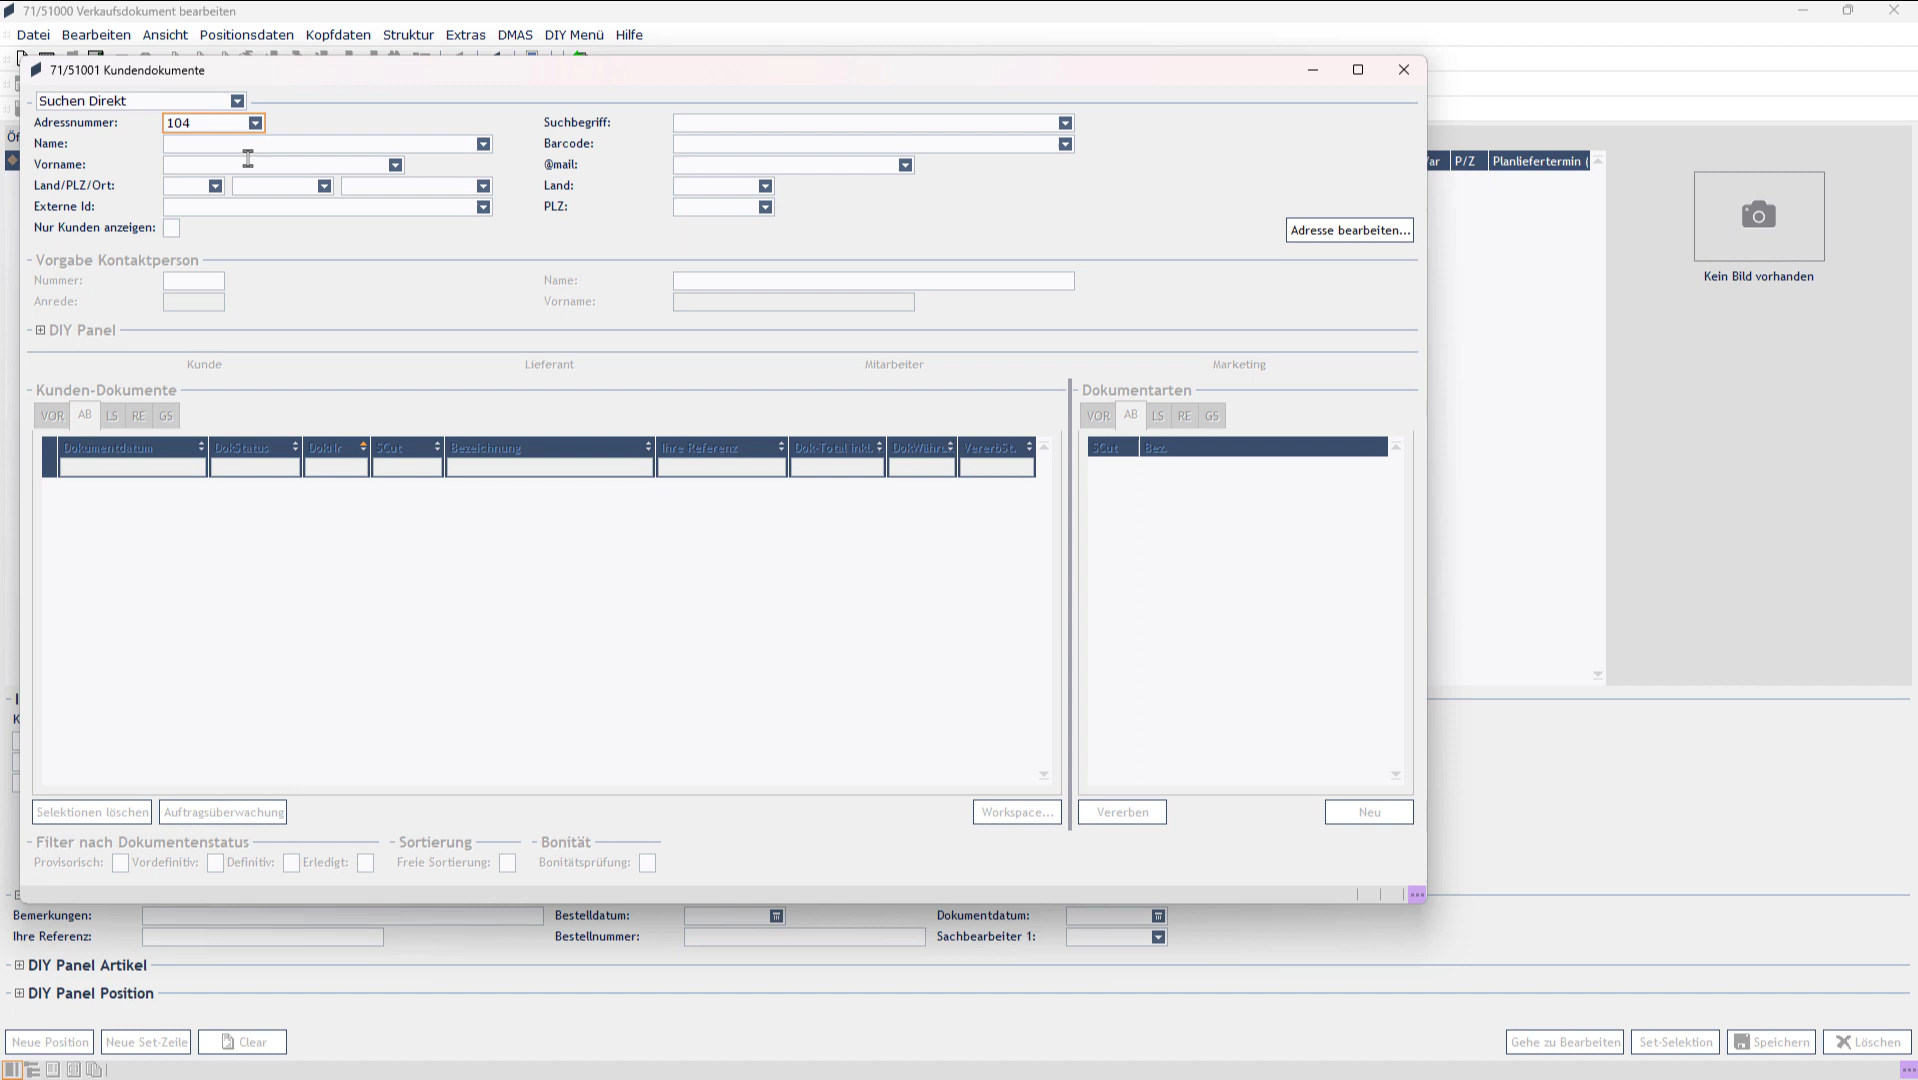 71/51000 Verkaufsdokument bearbeiten
Datei Bearbeiten Ansicht Positionsdaten Kopfdaten Struktur Extras DMAS DIY Menü Hilfe
71/51001 Kundendokumente
Suchen Direkt
Adressnummer: 104 Suchbegriff:
Name: Barcode:
Vorname: @mail:
Land/PLZ/Ort: Land:
Externe Id: PLZ:
Nur Kunden anzeigen:
Adresse bearbeiten...
P/Z Planliefertermin (
Kein Bild vorhanden
Vorgabe Kontaktperson
Nummer: Name:
Anrede: Vorname:
DIY Panel
Kunde Lieferant Mitarbeiter Marketing
Kunden-Dokumente Dokumentarten
VOR AB LS RE GS VOR AB LS RE GS
Dokumentdatum DokStatus DokNr SCut Bezeichnung Ihre Referenz Dok-Total inkl. DokWähru. VererbSt. SCut Bez.
Selektionen löschen Auftragsüberwachung Workspace... Vererben Neu
Filter nach Dokumentenstatus Sortierung Bonität
Provisorisch: Vordefinitiv: Definitiv: Erledigt: Freie Sortierung: Bonitätsprüfung:
Bemerkungen: Bestelldatum: Dokumentdatum:
Ihre Referenz: Bestellnummer: Sachbearbeiter 1:
DIY Panel Artikel
DIY Panel Position
Neue Position Neue Set-Zeile Clear Gehe zu Bearbeiten Set-Selektion Speichern Löschen